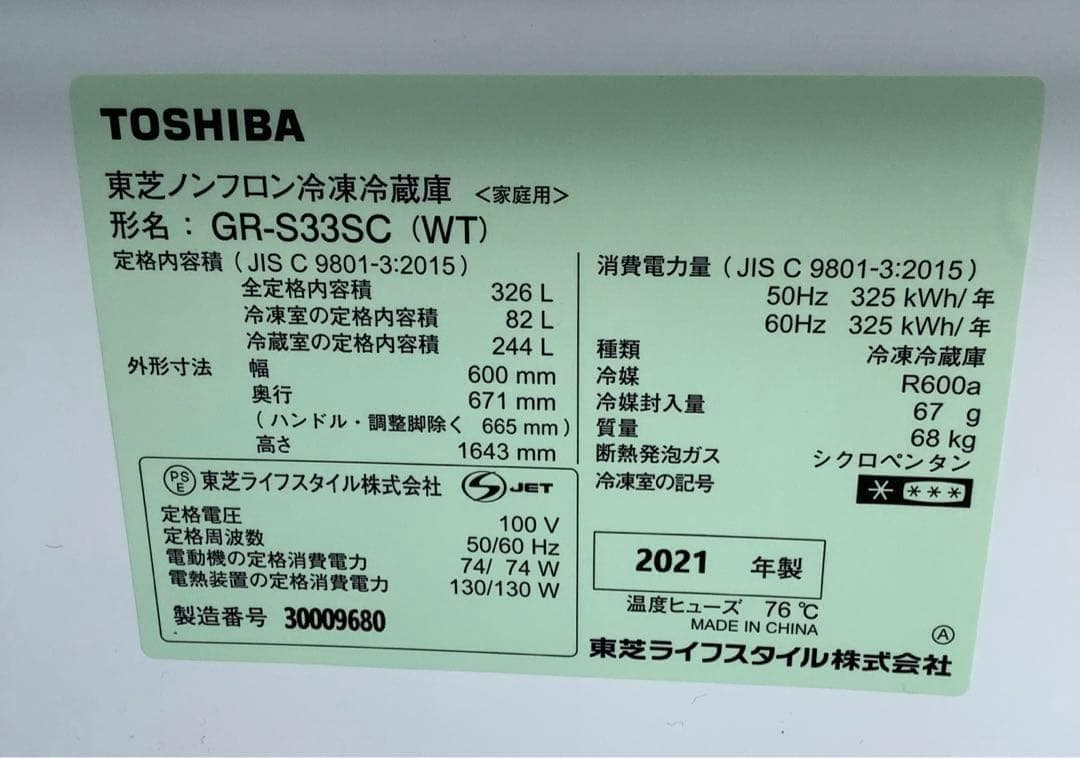 TOSHIBA
東芝ノンフロン冷凍冷蔵庫 <家庭用>
形名: GR-S33SC (WT)
定格内容積 (JIS C 9801-3:2015)
全定格内容積 326 L
冷凍室の定格内容積 82 L
冷蔵室の定格内容積 244 L
外形寸法 幅 600 mm
奥行 671 mm
(ハンドル・調整脚除く 665 mm)
高さ 1643 mm
PS E 東芝ライフスタイル株式会社 S JET
定格電圧 100 V
定格周波数 50/60 Hz
電動機の定格消費電力 74/ 74 W
電熱装置の定格消費電力 130/130 W
製造番号 30009680
消費電力量 (JIS C 9801-3:2015)
50Hz 325 kWh/年
60Hz 325 kWh/年
種類 冷凍冷蔵庫
冷媒 R600a
冷媒封入量 67 g
質量 68 kg
断熱発泡ガス シクロペンタン
冷凍室の記号 * ***
2021 年製
温度ヒューズ 76℃
MADE IN CHINA
A
東芝ライフスタイル株式会社